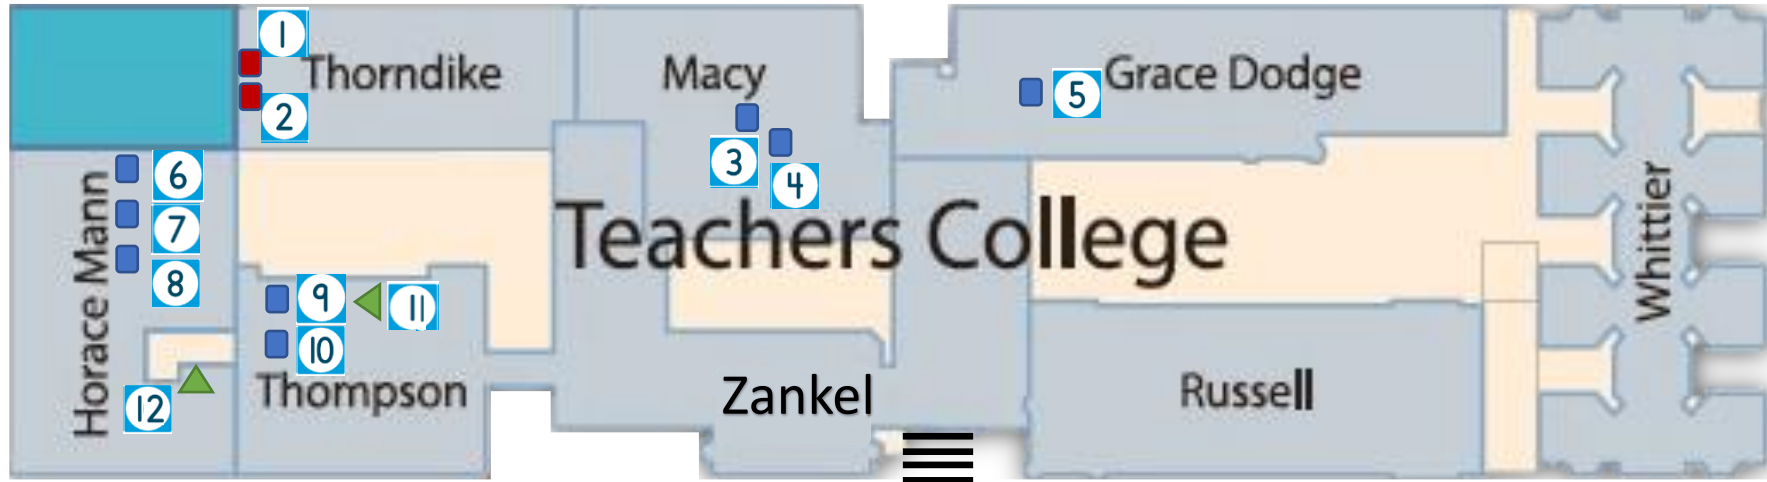 1
Thorndike
2
Macy
3
4
5
Grace Dodge
6
7
8
Horace Mann
Teachers College
Whittier
9
11
10
12
Thompson
Zankel
Russell